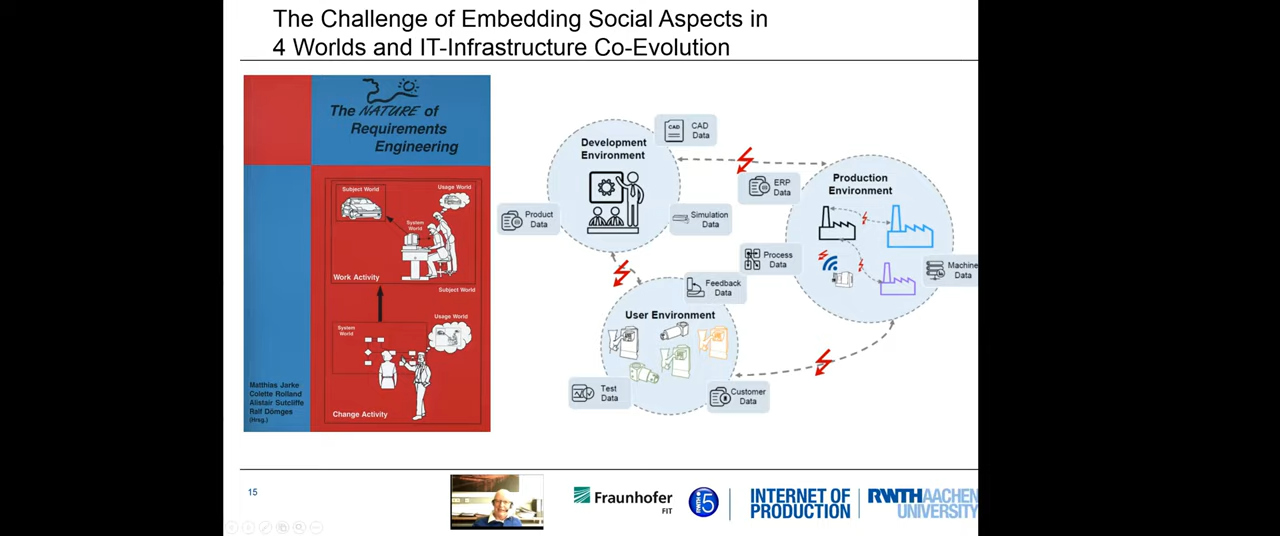 The Challenge of Embedding Social Aspects in
4 Worlds and IT-Infrastructure Co-Evolution
The NATURE of
Requirements
Engineering
Subject World
Usage World
System
World
Work Activity
Subject World
System
World
Usage World
Change Activity
Matthias Jarke
Colette Rolland
Alistair Sutcliffe
Ralf Dömges
(Hrsg.)
Development
Environment
CAD
CAD
Data
Product
Data
Simulation
Data
ERP
Data
Production
Environment
Process
Data
Machine
Data
Feedback
Data
User Environment
Test
Data
Customer
Data
15
Fraunhofer
FIT
INTERNET OF
PRODUCTION
RWTHAACHEN
UNIVERSITY